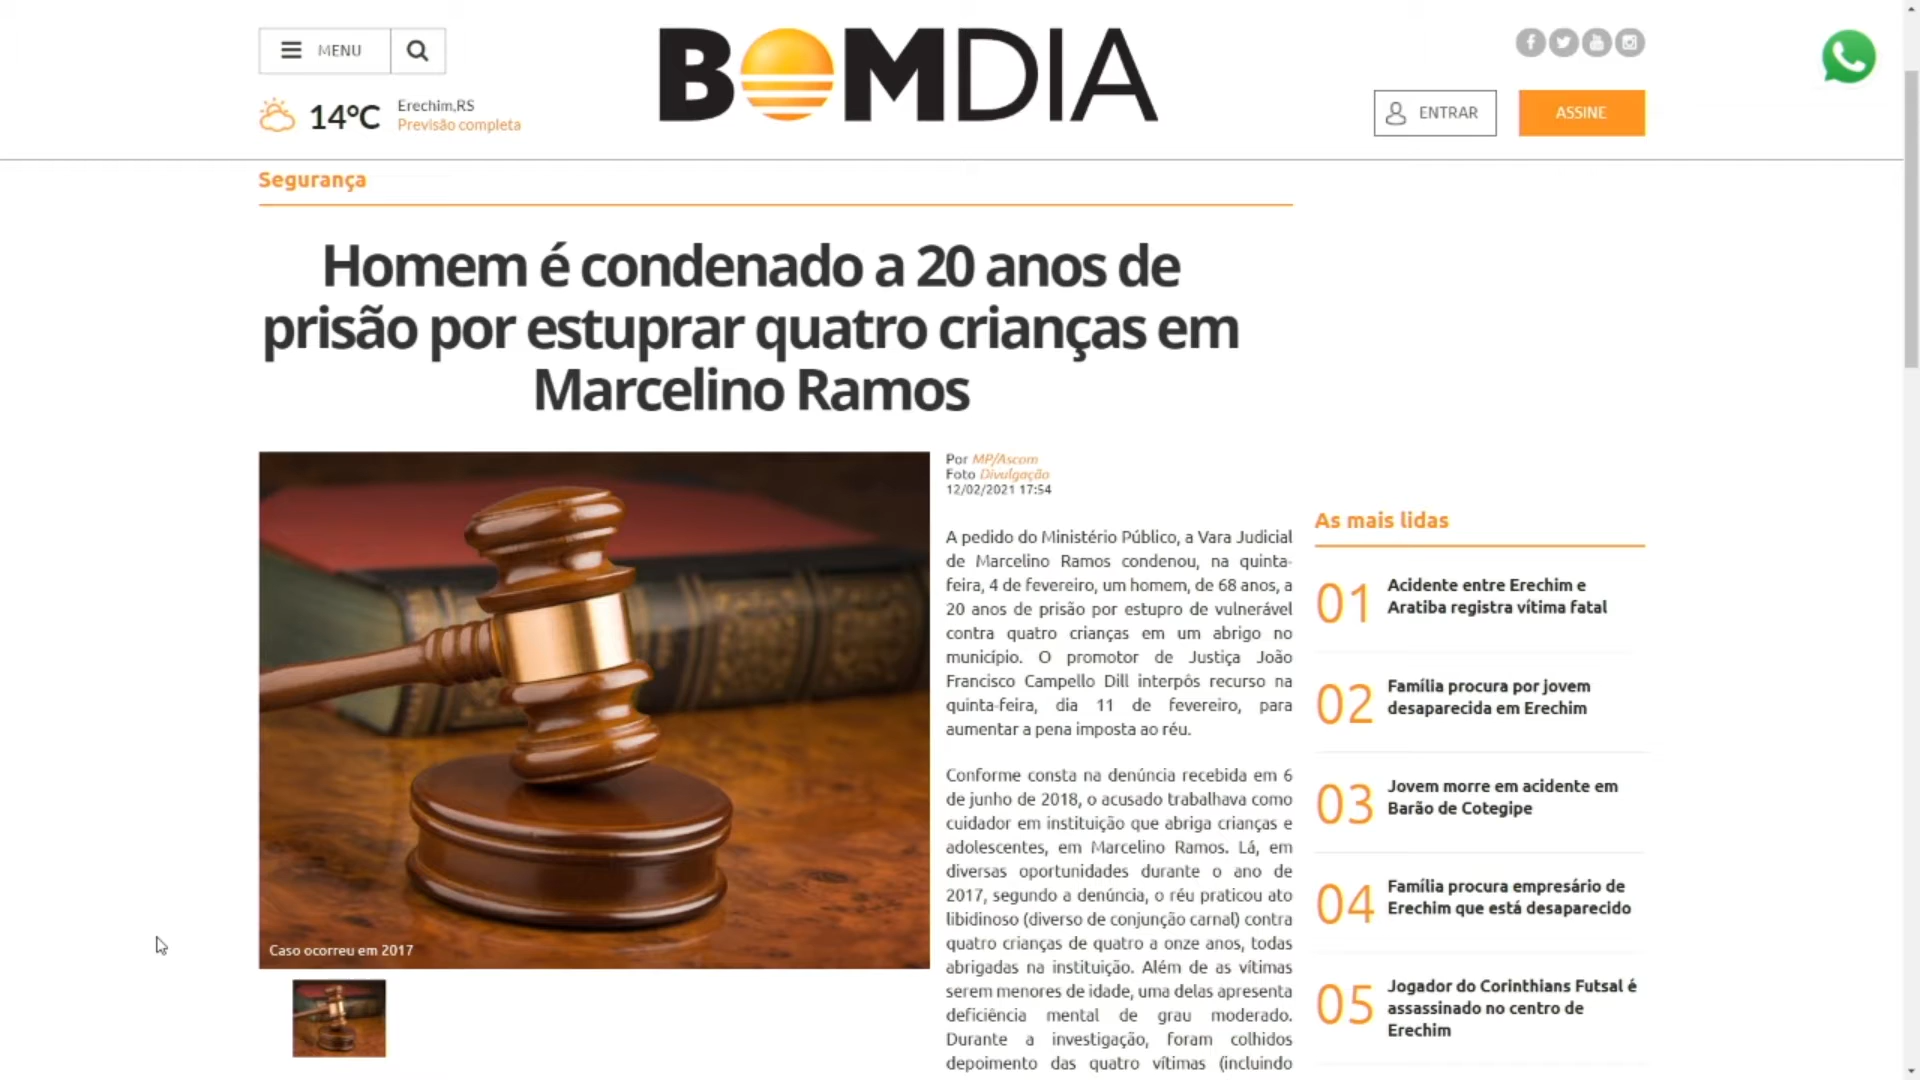 MENU
BOMDIA
14°C
Erechim,RS
Previsão completa
ENTRAR
ASSINE
Segurança
Homem é condenado a 20 anos de
prisão por estuprar quatro crianças em
Marcelino Ramos
Caso ocorreu em 2017
Por MP/Ascom
Foto Divulgação
12/02/2021 17:54
A pedido do Ministério Público, a Vara Judicial
de Marcelino Ramos condenou, na quinta-
feira, 4 de fevereiro, um homem, de 68 anos, a
20 anos de prisão por estupro de vulnerável
contra quatro crianças em um abrigo no
município. O promotor de Justiça João
Francisco Campello Dill interpôs recurso na
quinta-feira, dia 11 de fevereiro, para
aumentar a pena imposta ao réu.
Conforme consta na denúncia recebida em 6
de junho de 2018, o acusado trabalhava como
cuidador em instituição que abriga crianças e
adolescentes, em Marcelino Ramos. Lá, em
diversas oportunidades durante o ano de
2017, segundo a denúncia, o réu praticou ato
libidinoso (diverso de conjunção carnal) contra
quatro crianças de quatro a onze anos, todas
abrigadas na instituição. Além de as vítimas
serem menores de idade, uma delas apresenta
deficiência mental de grau moderado.
Durante a investigação, foram colhidos
depoimento das quatro vítimas (incluindo
As mais lidas
01 Acidente entre Erechim e
Aratiba registra vítima fatal
02 Família procura por jovem
desaparecida em Erechim
03 Jovem morre em acidente em
Barão de Cotegipe
04 Família procura empresário de
Erechim que está desaparecido
05 Jogador do Corinthians Futsal é
assassinado no centro de
Erechim